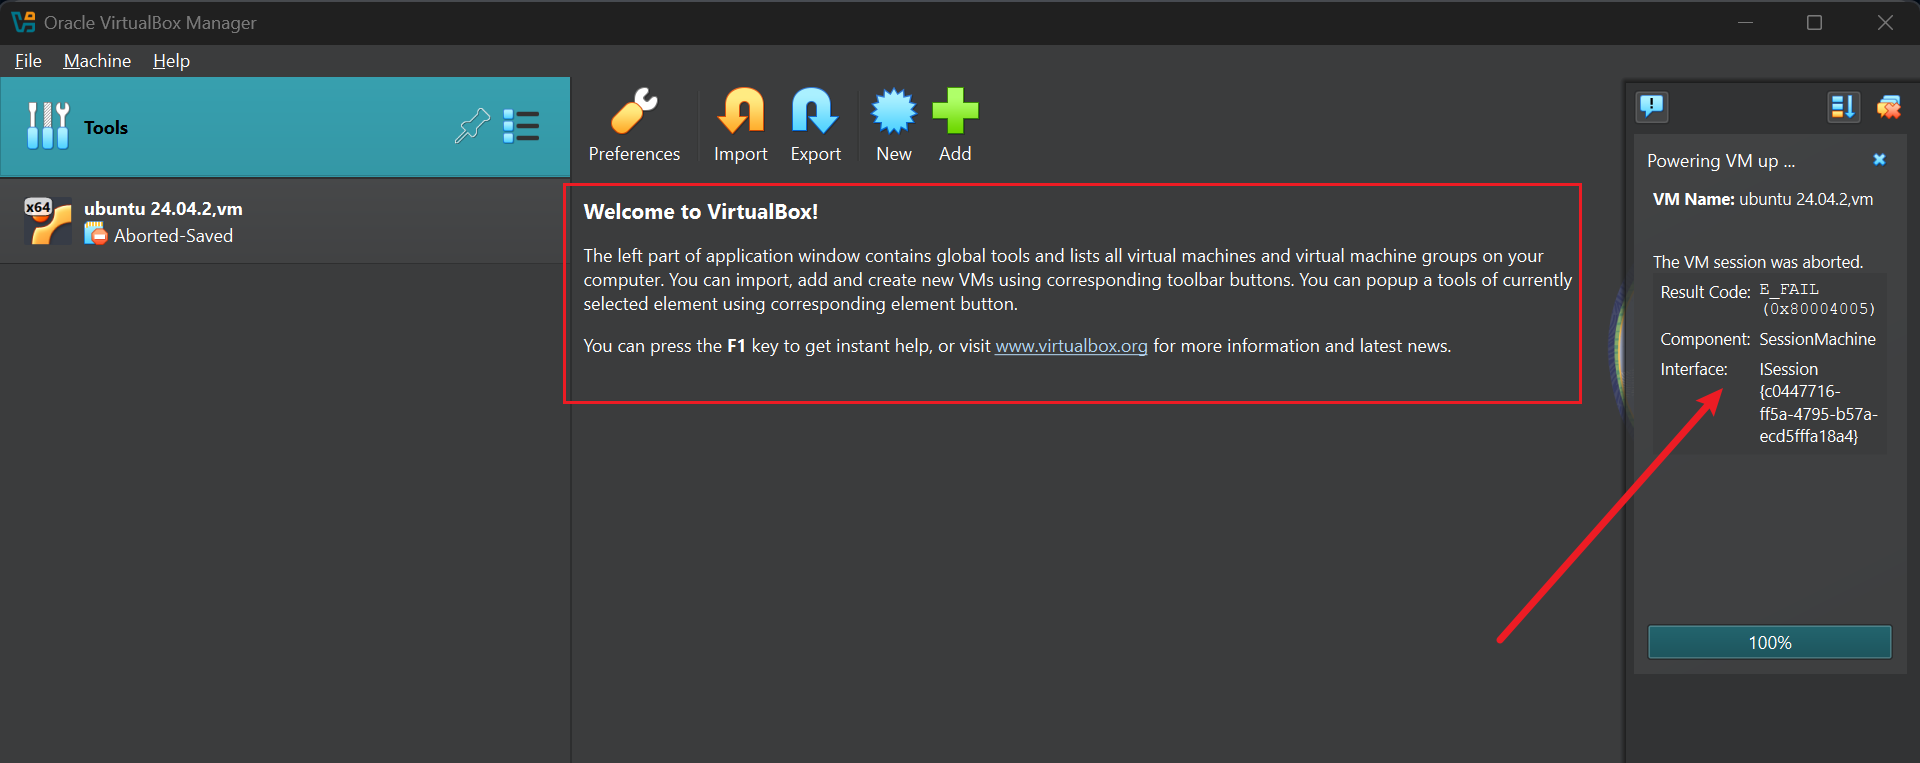 Oracle VirtualBox Manager
File Machine Help
Tools
Preferences Import Export New Add
x64
ubuntu 24.04.2,vm
Aborted-Saved
Welcome to VirtualBox!
The left part of application window contains global tools and lists all virtual machines and virtual machine groups on your
computer. You can import, add and create new VMs using corresponding toolbar buttons. You can popup a tools of currently
selected element using corresponding element button.
You can press the F1 key to get instant help, or visit www.virtualbox.org for more information and latest news.
Powering VM up ...
VM Name: ubuntu 24.04.2,vm
The VM session was aborted.
Result Code: E_FAIL
(0x80004005)
Component: SessionMachine
Interface: ISession
{c0447716-
ff5a-4795-b57a-
ecd5fffa18a4}
100%